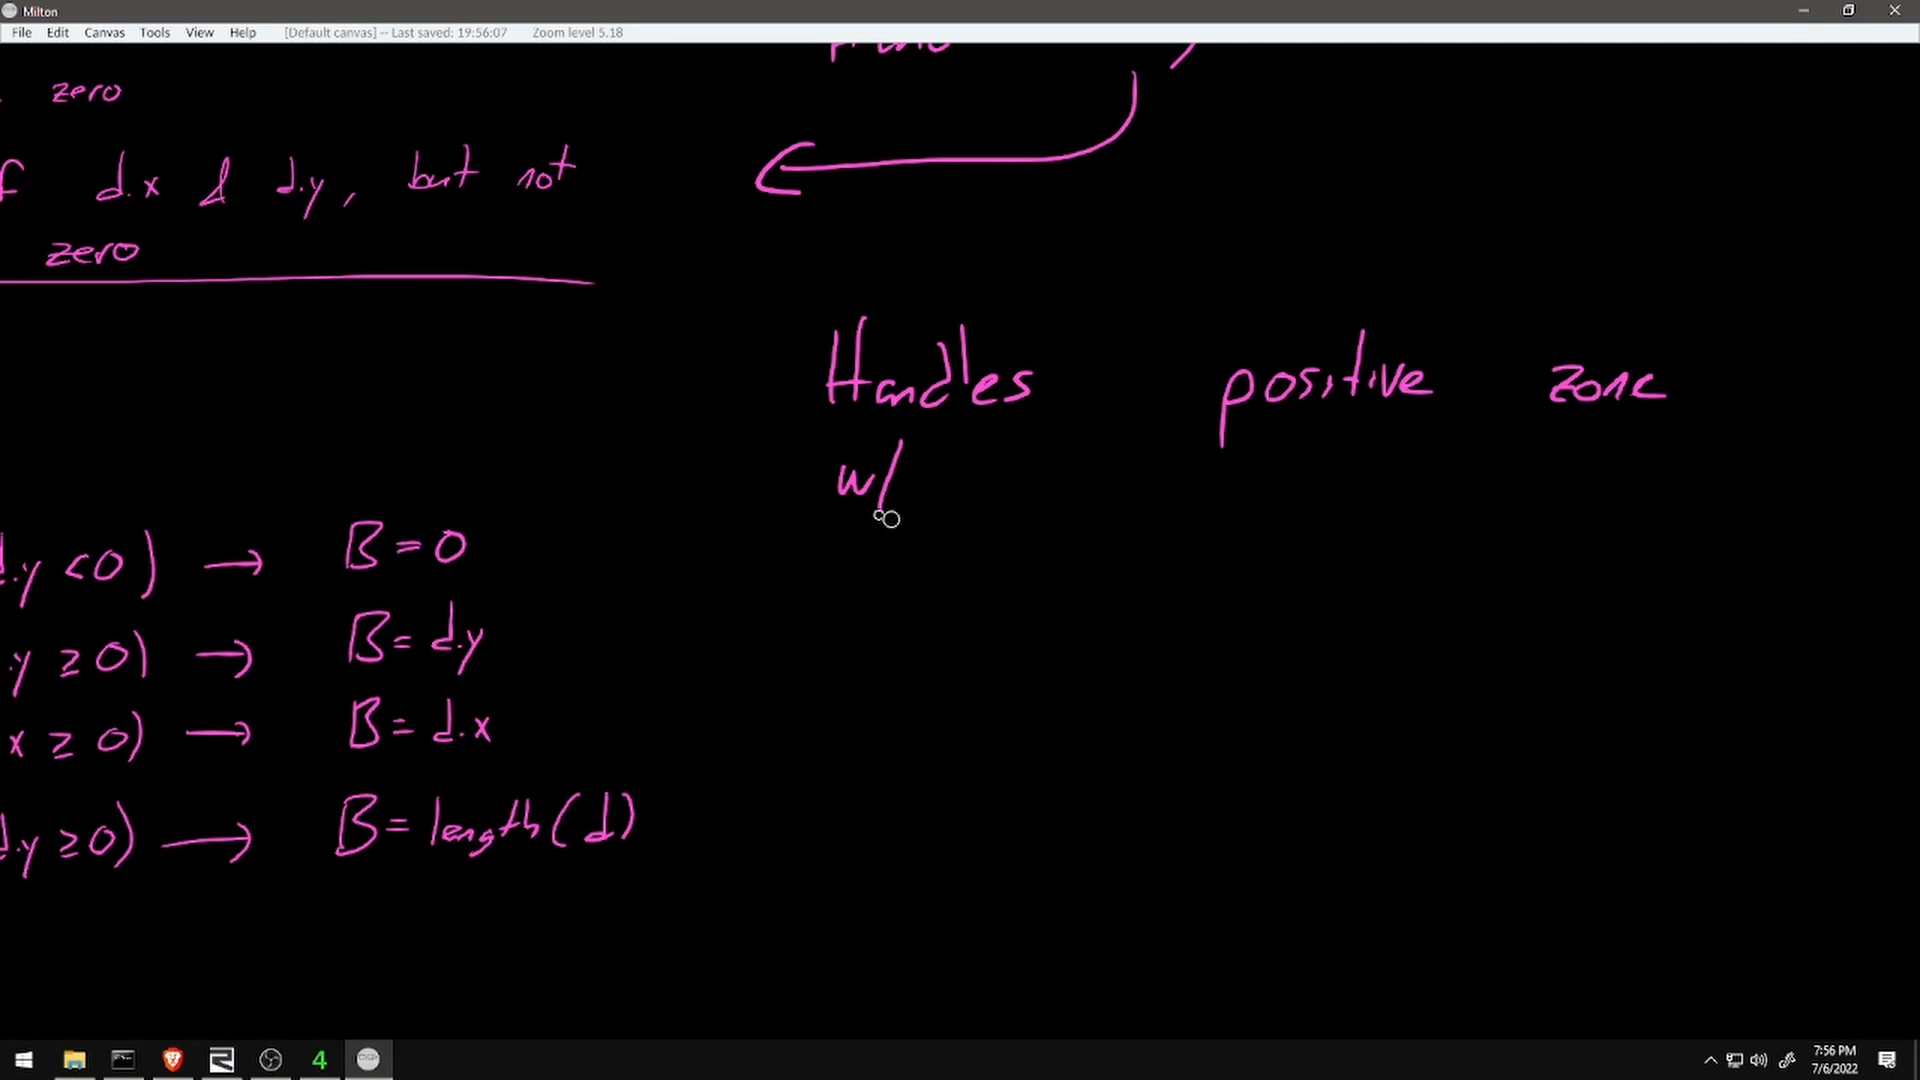 Milton
File Edit Canvas Tools View Help [Default canvas] -- Last saved: 19:56:07 Zoom level 5.18
zero
d.x & d.y, but not
zero
Handles positive zone
w/
d.y <0) → B = 0
.y ≥ 0) → B = d.y
x ≥ 0) → B = d.x
d.y ≥0) → B = length(d)
4
7:56 PM
7/6/2022